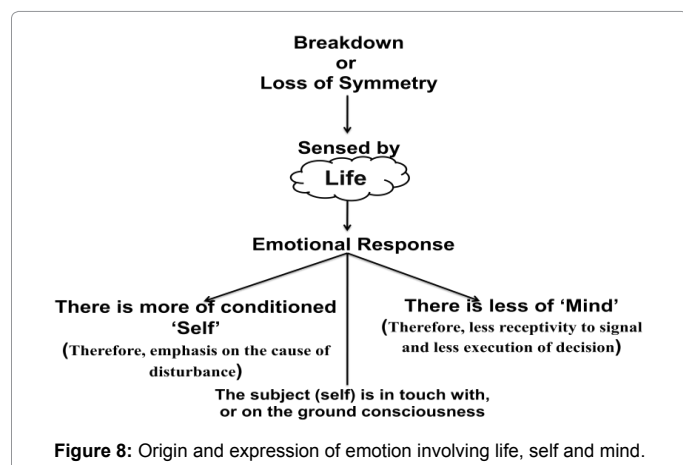 Breakdown
or
Loss of Symmetry
Sensed by
Life
Emotional Response
There is more of conditioned
‘Self’
(Therefore, emphasis on the cause of
disturbance)
There is less of ‘Mind’
(Therefore, less receptivity to signal
and less execution of decision)
The subject (self) is in touch with,
or on the ground consciousness
Figure 8: Origin and expression of emotion involving life, self and mind.